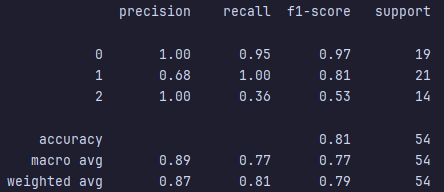 precision recall f1-score support
0 1.00 0.95 0.97 19
1 0.68 1.00 0.81 21
2 1.00 0.36 0.53 14
accuracy 0.81 54
macro avg 0.89 0.77 0.77 54
weighted avg 0.87 0.81 0.79 54